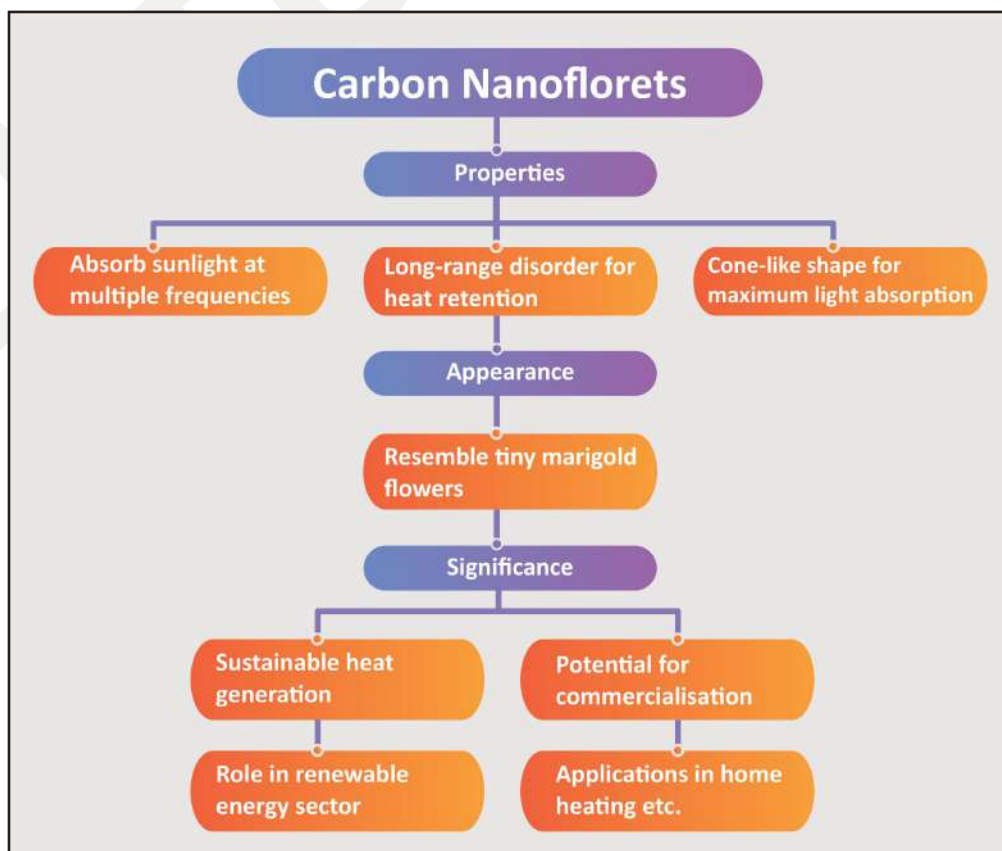 Carbon Nanoflorets
Properties
Absorb sunlight at
multiple frequencies
Long-range disorder for
heat retention
Cone-like shape for
maximum light absorption
Appearance
Resemble tiny marigold
flowers
Significance
Sustainable heat
generation
Potential for
commercialisation
Role in renewable
energy sector
Applications in home
heating etc.